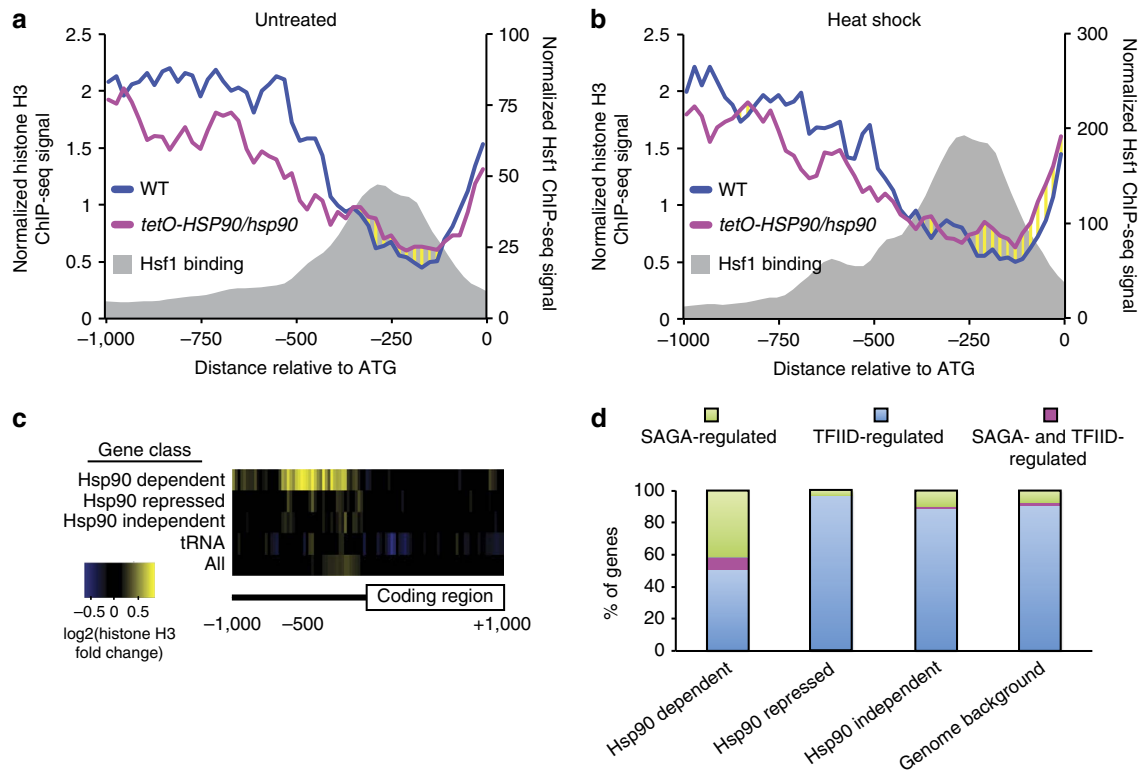 a
Untreated
2.5
2
1.5
1
0.5
0
Normalized histone H3
ChIP-seq signal
100
75
50
25
0
Normalized Hsf1
ChIP-seq signal
WT
tetO-HSP90/hsp90
Hsf1 binding
–1,000
–750
–500
–250
0
Distance relative to ATG
b
Heat shock
2.5
2
1.5
1
0.5
0
Normalized histone H3
ChIP-seq signal
300
200
100
0
Normalized Hsf1
ChIP-seq signal
WT
tetO-HSP90/hsp90
Hsf1 binding
–1000
–750
–500
–250
0
Distance relative to ATG
c
Gene class
Hsp90 dependent
Hsp90 repressed
Hsp90 independent
tRNA
All
–0.5 0 0.5
log2(histone H3
fold change)
Coding region
–1,000 –500 +1,000
d
SAGA-regulated
TFIID-regulated
SAGA- and TFIID-
regulated
100
80
60
40
20
0
% of genes
Hsp90 dependent
Hsp90 repressed
Hsp90 independent
Genome background